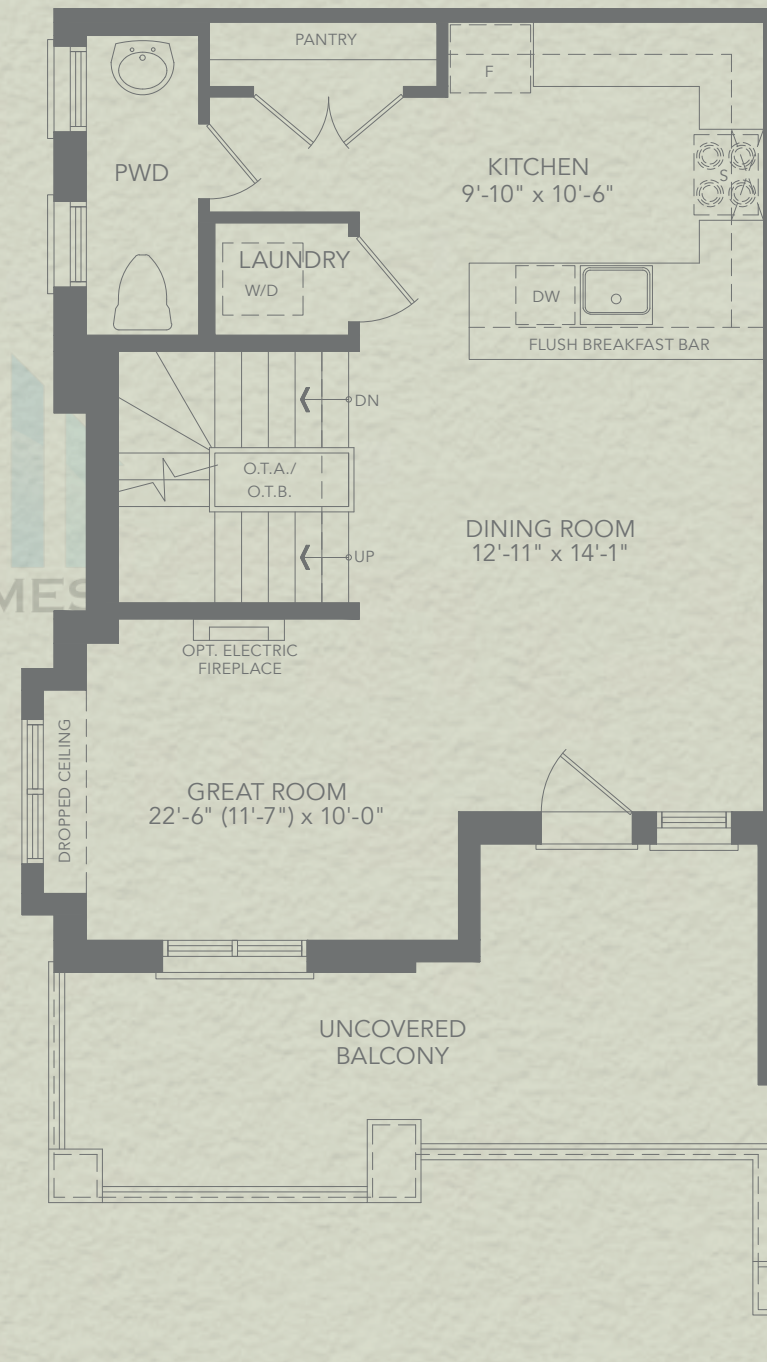 PANTRY
F
PWD
KITCHEN
9'-10" x 10'-6"
S
LAUNDRY
W/D
DW
FLUSH BREAKFAST BAR
DN
O.T.A./
O.T.B.
UP
DINING ROOM
12'-11" x 14'-1"
MES
OPT. ELECTRIC
FIREPLACE
DROPPED CEILING
GREAT ROOM
22'-6" (11'-7") x 10'-0"
UNCOVERED
BALCONY